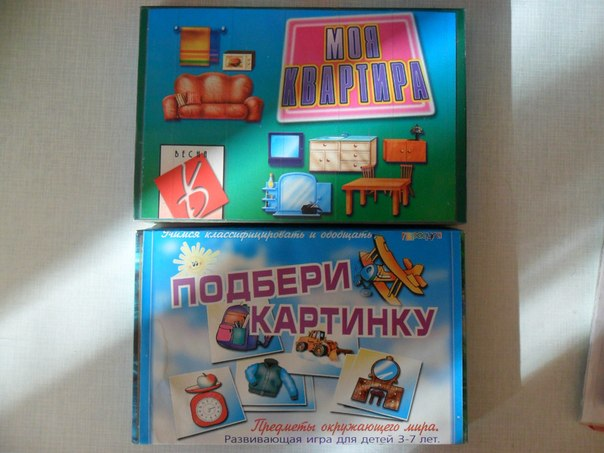 МОЯ
КВАРТИРА
ВЕСНА
Учимся классифицировать и обобщать
ПОДБЕРИ
КАРТИНКУ
Предметы окружающего мира.
Развивающая игра для детей 3-7 лет.